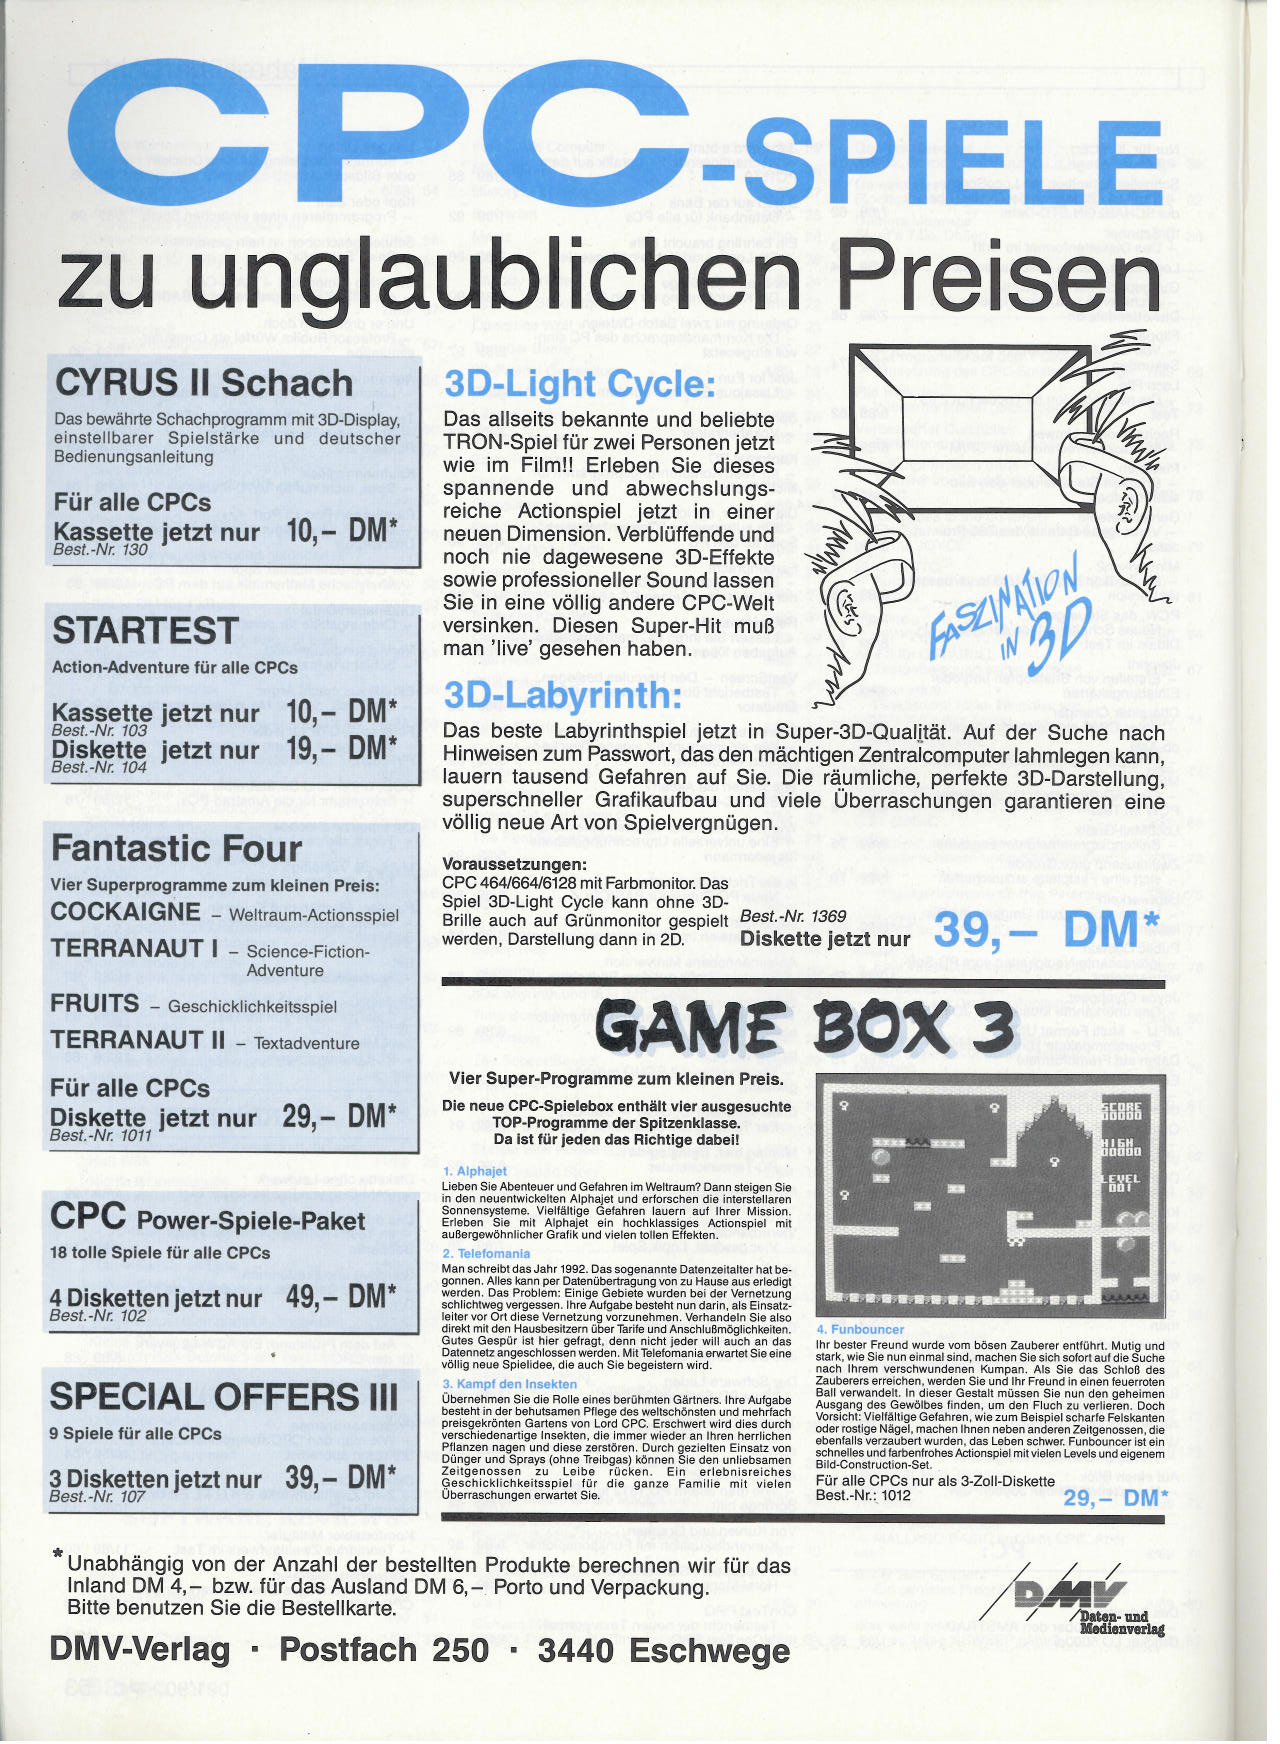 CPC-SPIELE
zu unglaublichen Preisen
CYRUS II Schach
Das bewährte Schachprogramm mit 3D-Display,
einstellbarer Spielstärke und deutscher
Bedienungsanleitung
Für alle CPCs
Kassette jetzt nur 10,– DM*
Best.-Nr. 130
STARTEST
Action-Adventure für alle CPCs
Kassette jetzt nur 10,– DM*
Best.-Nr. 103
Diskette jetzt nur 19,– DM*
Best.-Nr. 104
Fantastic Four
Vier Superprogramme zum kleinen Preis:
COCKAIGNE – Weltraum-Actionsspiel
TERRANAUT I – Science-Fiction-
Adventure
FRUITS – Geschicklichkeitsspiel
TERRANAUT II – Textadventure
Für alle CPCs
Diskette jetzt nur 29,– DM*
Best.-Nr. 1011
CPC Power-Spiele-Paket
18 tolle Spiele für alle CPCs
4 Disketten jetzt nur 49,– DM*
Best.-Nr. 102
SPECIAL OFFERS III
9 Spiele für alle CPCs
3 Disketten jetzt nur 39,– DM*
Best.-Nr. 107
3D-Light Cycle:
Das allseits bekannte und beliebte
TRON-Spiel für zwei Personen jetzt
wie im Film!! Erleben Sie dieses
spannende und abwechslungs-
reiche Actionspiel jetzt in einer
neuen Dimension. Verblüffende und
noch nie dagewesene 3D-Effekte
sowie professioneller Sound lassen
Sie in eine völlig andere CPC-Welt
versinken. Diesen Super-Hit muß
man 'live' gesehen haben.
FASZINATION
IN 3D
3D-Labyrinth:
Das beste Labyrinthspiel jetzt in Super-3D-Qualität. Auf der Suche nach
Hinweisen zum Passwort, das den mächtigen Zentralcomputer lahmlegen kann,
lauern tausend Gefahren auf Sie. Die räumliche, perfekte 3D-Darstellung,
superschneller Grafikaufbau und viele Überraschungen garantieren eine
völlig neue Art von Spielvergnügen.
Voraussetzungen:
CPC 464/664/6128 mit Farbmonitor. Das
Spiel 3D-Light Cycle kann ohne 3D-
Brille auch auf Grünmonitor gespielt
werden, Darstellung dann in 2D.
Best.-Nr. 1369
Diskette jetzt nur 39,– DM*
GAME BOX 3
Vier Super-Programme zum kleinen Preis.
Die neue CPC-Spielebox enthält vier ausgesuchte
TOP-Programme der Spitzenklasse.
Da ist für jeden das Richtige dabei!
1. Alphajet
Lieben Sie Abenteuer und Gefahren im Weltraum? Dann steigen Sie
in den neuentwickelten Alphajet und erforschen die interstellaren
Sonnensysteme. Vielfältige Gefahren lauern auf Ihrer Mission.
Erleben Sie mit Alphajet ein hochklassiges Actionspiel mit
außergewöhnlicher Grafik und vielen tollen Effekten.
2. Telefomania
Man schreibt das Jahr 1992. Das sogenannte Datenzeitalter hat be-
gonnen. Alles kann per Datenübertragung von zu Hause aus erledigt
werden. Das Problem: Einige Gebiete wurden bei der Vernetzung
schlichtweg vergessen. Ihre Aufgabe besteht nun darin, als Einsatz-
leiter vor Ort diese Vernetzung vorzunehmen. Verhandeln Sie also
direkt mit den Hausbesitzern über Tarife und Anschlußmöglichkeiten.
Gutes Gespür ist hier gefragt, denn nicht jeder will auch an das
Datennetz angeschlossen werden. Mit Telefomania erwartet Sie eine
völlig neue Spielidee, die auch Sie begeistern wird.
3. Kampf den Insekten
Übernehmen Sie die Rolle eines berühmten Gärtners. Ihre Aufgabe
besteht in der behutsamen Pflege des weltschönsten und mehrfach
preisgekrönten Gartens von Lord CPC. Erschwert wird dies durch
verschiedenartige Insekten, die immer wieder an Ihren herrlichen
Pflanzen nagen und diese zerstören. Durch gezielten Einsatz von
Dünger und Sprays (ohne Treibgas) können Sie den unliebsamen
Zeitgenossen zu Leibe rücken. Ein erlebnisreiches
Geschicklichkeitsspiel für die ganze Familie mit vielen
Überraschungen erwartet Sie.
SCORE
00000
HIGH
00000
LEVEL
001
4. Funbouncer
Ihr bester Freund wurde vom bösen Zauberer entführt. Mutig und
stark, wie Sie nun einmal sind, machen Sie sich sofort auf die Suche
nach Ihrem verschwundenen Kumpan. Als Sie das Schloß des
Zauberers erreichen, werden Sie und Ihr Freund in einen feuerroten
Ball verwandelt. In dieser Gestalt müssen Sie nun den geheimen
Ausgang des Gewölbes finden, um den Fluch zu verlieren. Doch
Vorsicht: Vielfältige Gefahren, wie zum Beispiel scharfe Felskanten
oder rostige Nägel, machen Ihnen neben anderen Zeitgenossen, die
ebenfalls verzaubert wurden, das Leben schwer. Funbouncer ist ein
schnelles und farbenfrohes Actionspiel mit vielen Levels und eigenem
Bild-Construction-Set.
Für alle CPCs nur als 3-Zoll-Diskette
Best.-Nr.: 1012 29,– DM*
*Unabhängig von der Anzahl der bestellten Produkte berechnen wir für das
Inland DM 4,– bzw. für das Ausland DM 6,– Porto und Verpackung.
Bitte benutzen Sie die Bestellkarte.
DMV-Verlag · Postfach 250 · 3440 Eschwege
DMV
Daten- und
Medienverlag